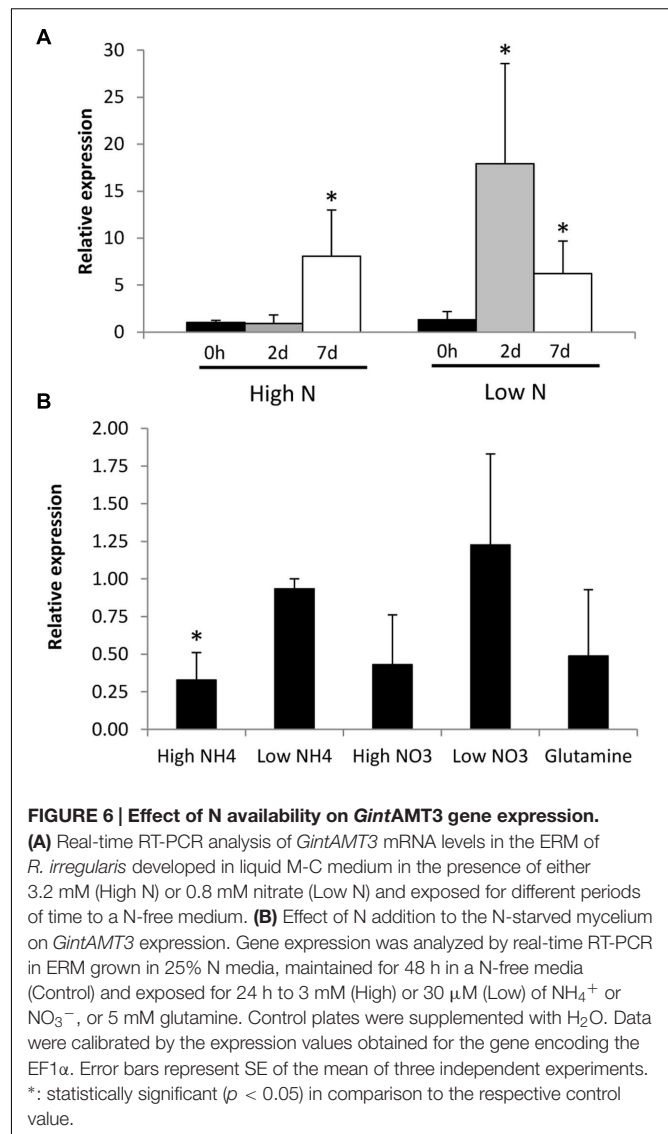 A
Relative expression
30
25
20
15
10
5
0
*
*
*
0h 2d 7d 0h 2d 7d
High N Low N
B
Relative expression
2.00
1.75
1.50
1.25
1.00
0.75
0.50
0.25
0.00
*
High NH4 Low NH4 High NO3 Low NO3 Glutamine
FIGURE 6 | Effect of N availability on GintAMT3 gene expression.
(A) Real-time RT-PCR analysis of GintAMT3 mRNA levels in the ERM of
R. irregularis developed in liquid M-C medium in the presence of either
3.2 mM (High N) or 0.8 mM nitrate (Low N) and exposed for different periods
of time to a N-free medium. (B) Effect of N addition to the N-starved mycelium
on GintAMT3 expression. Gene expression was analyzed by real-time RT-PCR
in ERM grown in 25% N media, maintained for 48 h in a N-free media
(Control) and exposed for 24 h to 3 mM (High) or 30 μM (Low) of NH₄⁺ or
NO₃⁻, or 5 mM glutamine. Control plates were supplemented with H₂O. Data
were calibrated by the expression values obtained for the gene encoding the
EF1α. Error bars represent SE of the mean of three independent experiments.
*: statistically significant (p < 0.05) in comparison to the respective control
value.